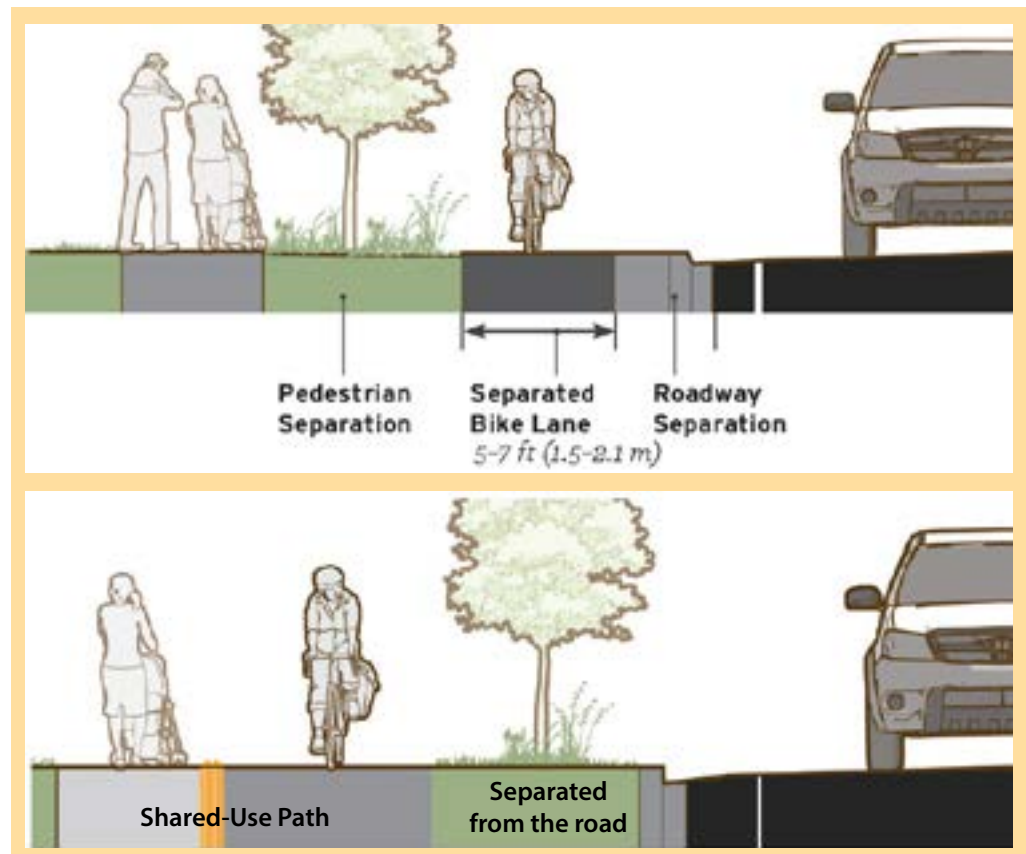 Pedestrian
Separation
Separated
Bike Lane
5-7 ft (1.5-2.1 m)
Roadway
Separation
Shared-Use Path
Separated
from the road